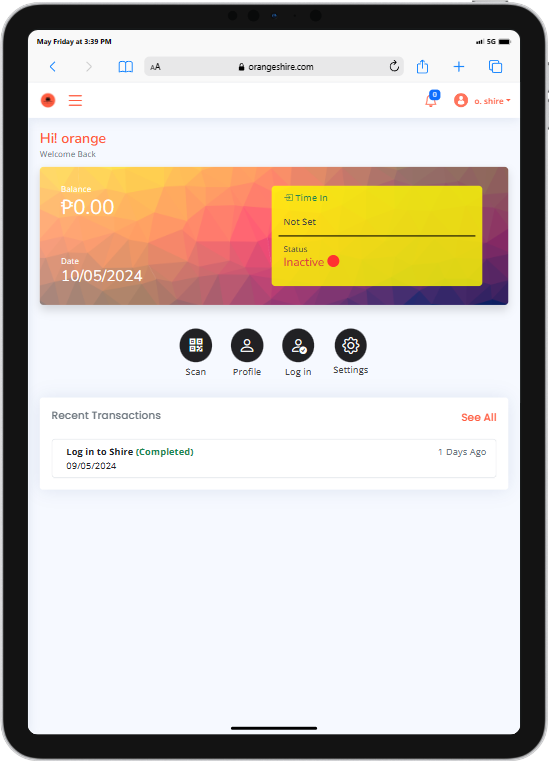 May Friday at 3:39 PM
5G
AA
orangeshire.com
0
o. shire
Hi! orange
Welcome Back
Balance
₱0.00
Date
10/05/2024
Time In
Not Set
Status
Inactive
Scan
Profile
Log in
Settings
Recent Transactions
See All
Log in to Shire (Completed)
1 Days Ago
09/05/2024